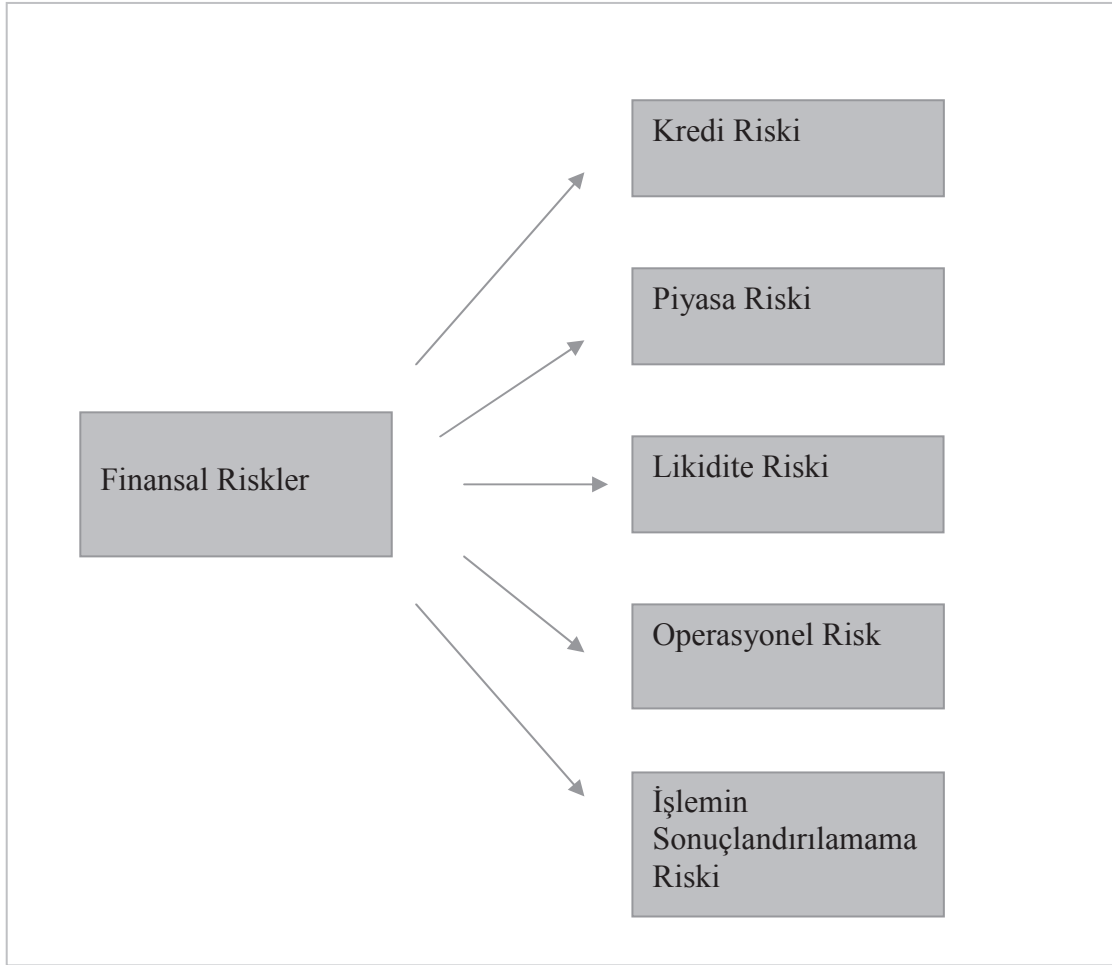 Kredi Riski
Piyasa Riski
Finansal Riskler
Likidite Riski
Operasyonel Risk
İşlemin
Sonuçlandırılamama
Riski